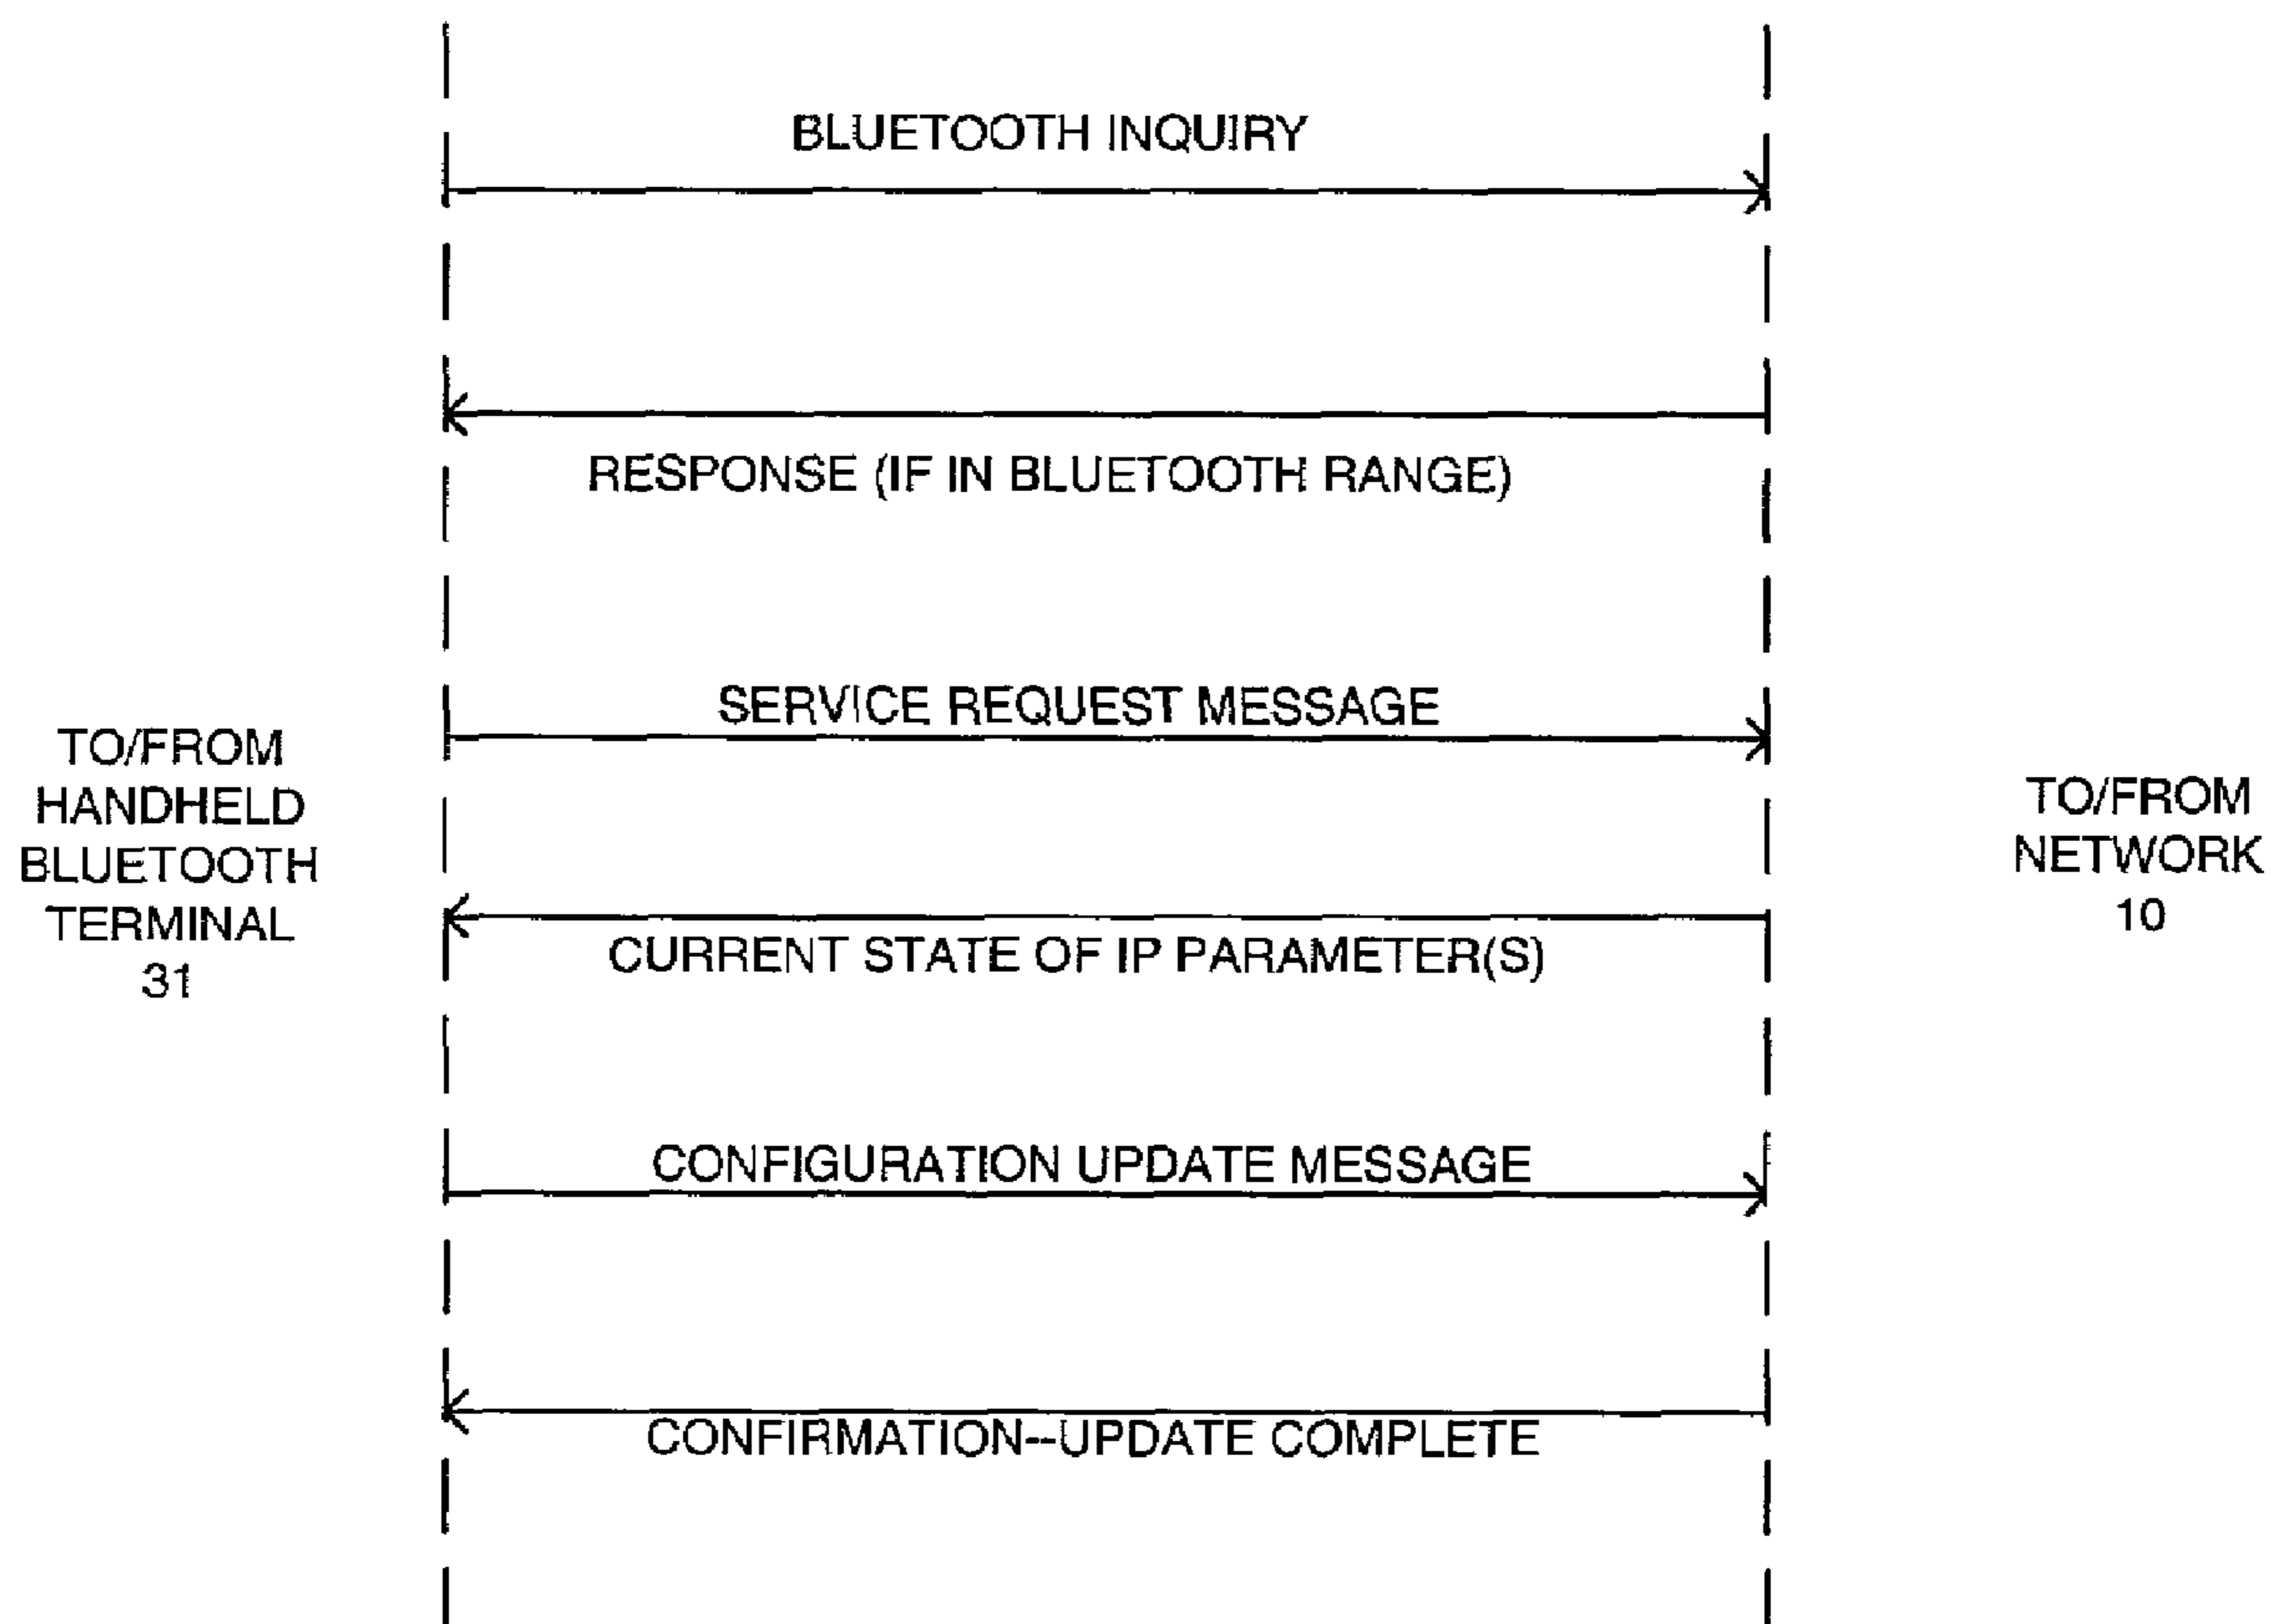 BLUETOOTH INQUIRY
RESPONSE (IF IN BLUETOOTH RANGE)
SERVICE REQUEST MESSAGE
TO/FROM
HANDHELD
BLUETOOTH
TERMINAL
31
TO/FROM
NETWORK
10
CURRENT STATE OF IP PARAMETER(S)
CONFIGURATION UPDATE MESSAGE
CONFIRMATION--UPDATE COMPLETE